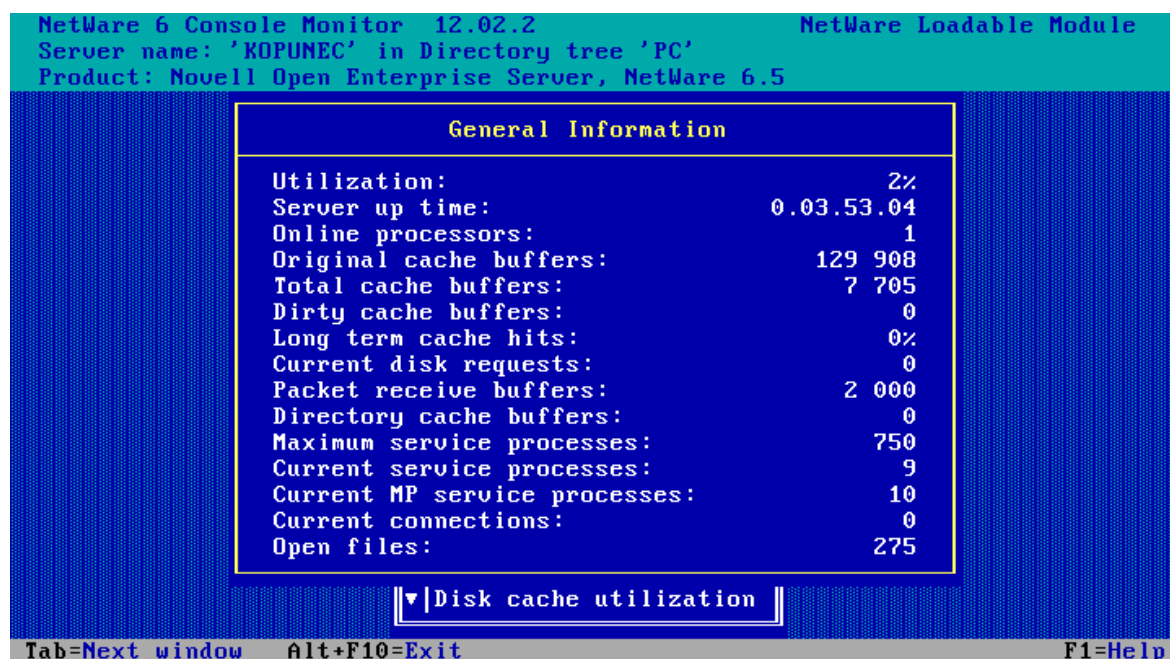 NetWare 6 Console Monitor 12.02.2 NetWare Loadable Module
Server name: 'KOPUNEC' in Directory tree 'PC'
Product: Novell Open Enterprise Server, NetWare 6.5
General Information
Utilization: 2%
Server up time: 0.03.53.04
Online processors: 1
Original cache buffers: 129 908
Total cache buffers: 7 705
Dirty cache buffers: 0
Long term cache hits: 0%
Current disk requests: 0
Packet receive buffers: 2 000
Directory cache buffers: 0
Maximum service processes: 750
Current service processes: 9
Current MP service processes: 10
Current connections: 0
Open files: 275
▼|Disk cache utilization
Tab=Next window Alt+F10=Exit F1=Help